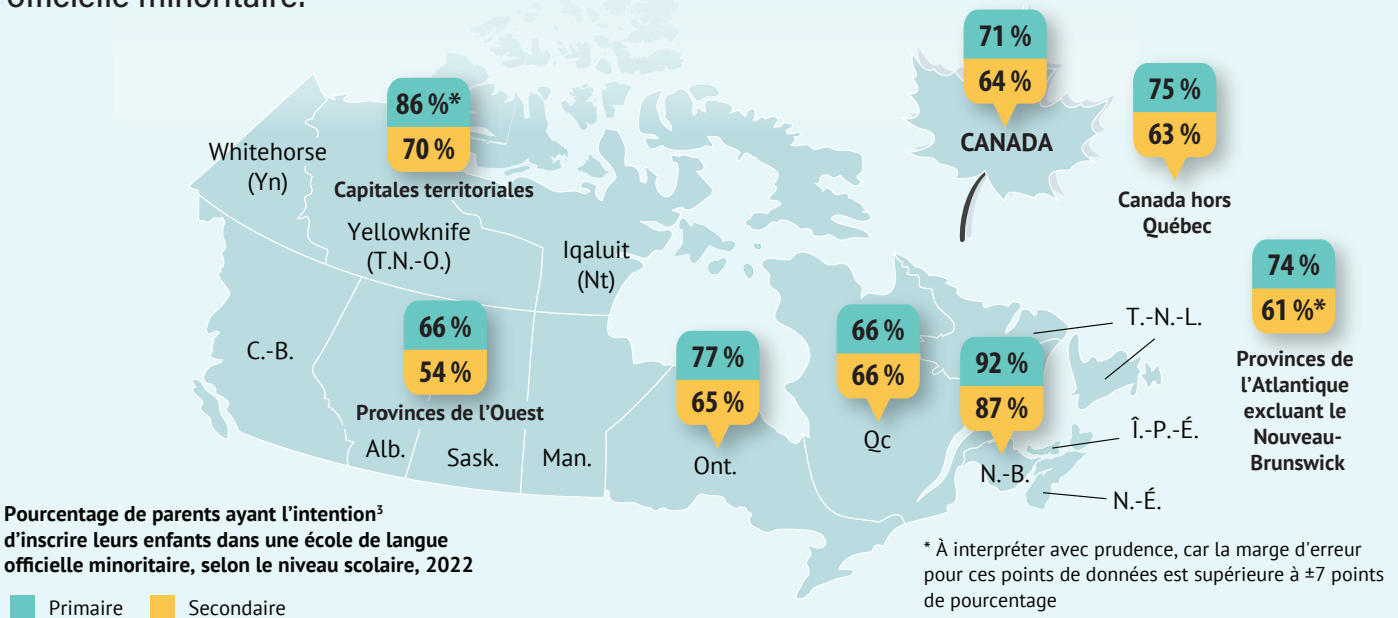 officielle minoritaire.
71 %
64 %
CANADA
75 %
63 %
Canada hors
Québec
86 %*
70 %
Capitales territoriales
Whitehorse
(Yn)
Yellowknife
(T.N.-O.)
Iqaluit
(Nt)
74 %
61 %*
Provinces de
l’Atlantique
excluant le
Nouveau-
Brunswick
C.-B.
66 %
54 %
Provinces de l’Ouest
Alb.
Sask.
Man.
77 %
65 %
Ont.
66 %
66 %
Qc
92 %
87 %
N.-B.
T.-N.-L.
Î.-P.-É.
N.-É.
Pourcentage de parents ayant l’intention³
d’inscrire leurs enfants dans une école de langue
officielle minoritaire, selon le niveau scolaire, 2022
Primaire
Secondaire
* À interpréter avec prudence, car la marge d'erreur
pour ces points de données est supérieure à ±7 points
de pourcentage